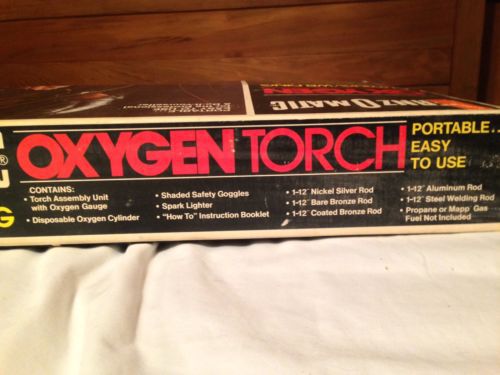 RNZ O MATIC
®
OXYGEN TORCH
PORTABLE...
EASY
TO USE
G
CONTAINS:
• Torch Assembly Unit
with Oxygen Gauge
• Disposable Oxygen Cylinder
• Shaded Safety Goggles
• Spark Lighter
• "How To" Instruction Booklet
• 1-12" Nickel Silver Rod
• 1-12" Bare Bronze Rod
• 1-12" Coated Bronze Rod
• 1-12" Aluminum Rod
• 1-12" Steel Welding Rod
• Propane or Mapp® Gas
Fuel Not Included